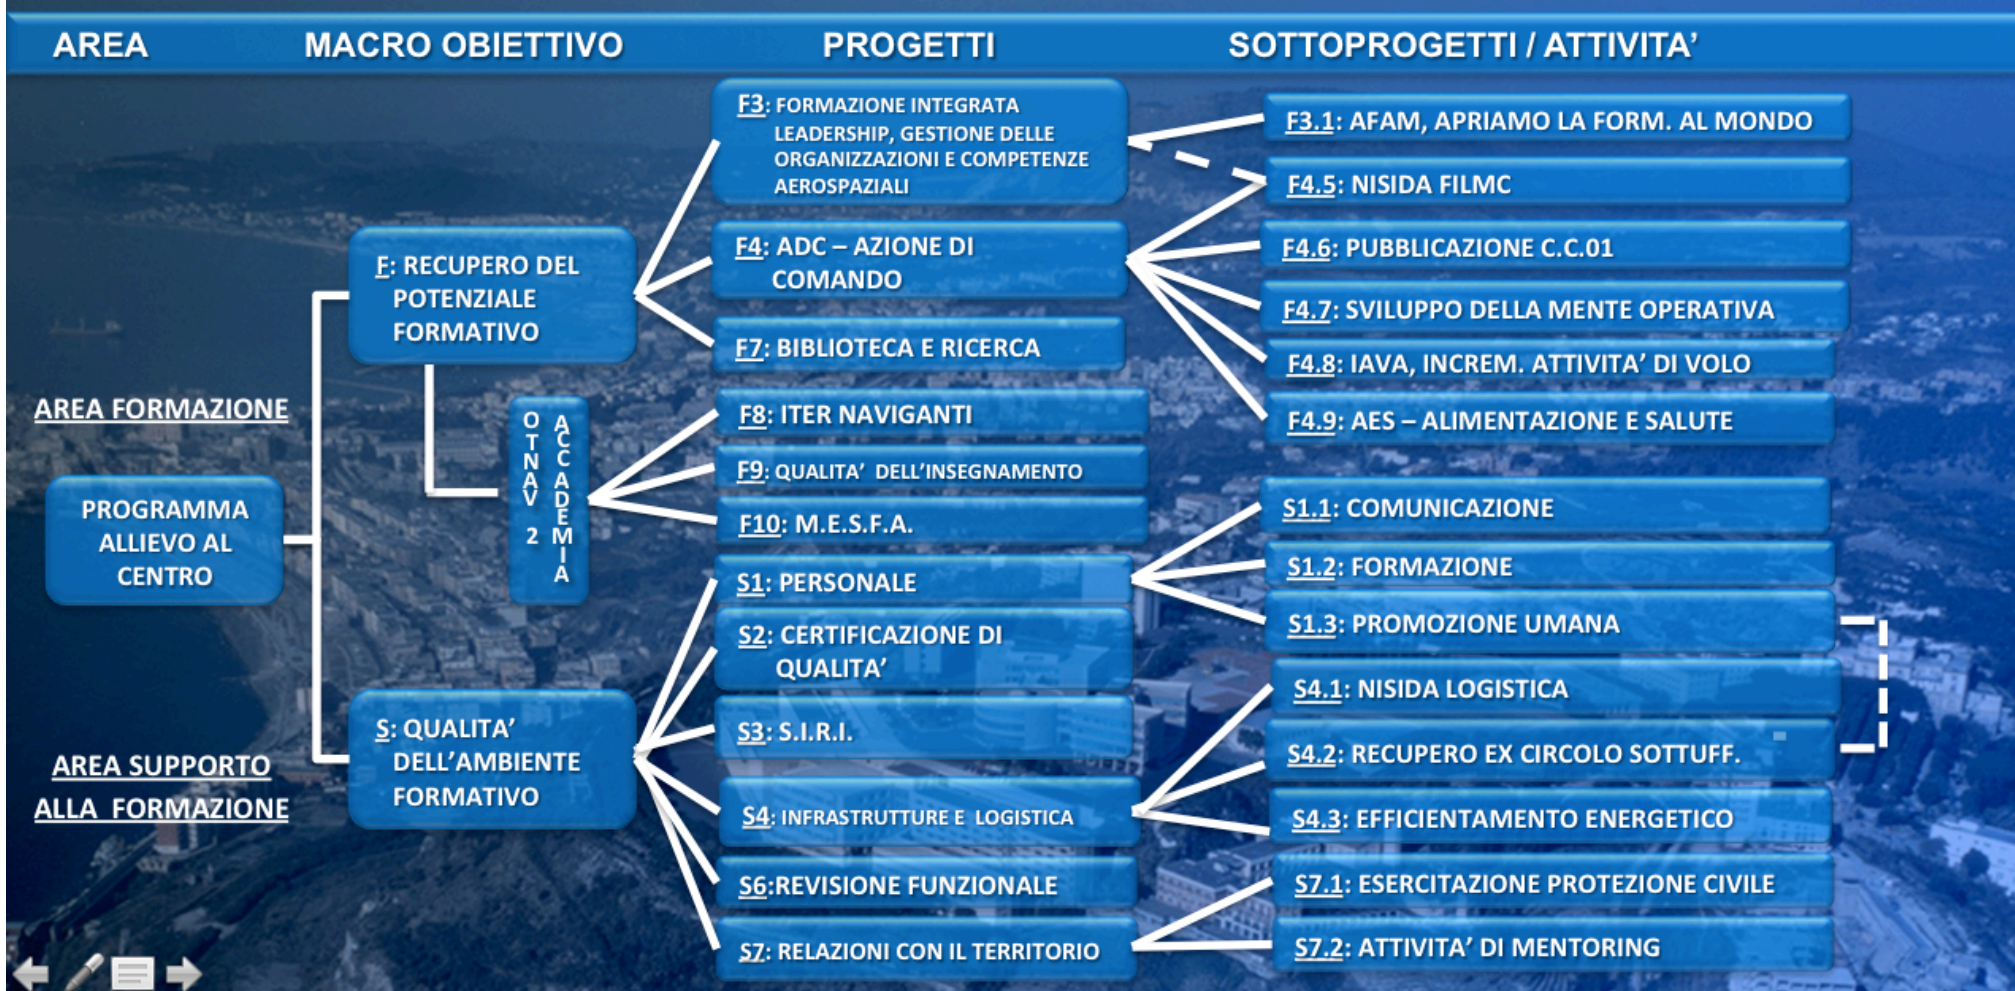 AREA
MACRO OBIETTIVO
PROGETTI
SOTTOPROGETTI / ATTIVITA’
AREA FORMAZIONE
PROGRAMMA
ALLIEVO AL
CENTRO
AREA SUPPORTO
ALLA FORMAZIONE
F: RECUPERO DEL
POTENZIALE
FORMATIVO
ACCADEMIA
OTNAV 2
S: QUALITA’
DELL’AMBIENTE
FORMATIVO
F3: FORMAZIONE INTEGRATA
LEADERSHIP, GESTIONE DELLE
ORGANIZZAZIONI E COMPETENZE
AEROSPAZIALI
F4: ADC – AZIONE DI
COMANDO
F7: BIBLIOTECA E RICERCA
F8: ITER NAVIGANTI
F9: QUALITA’ DELL’INSEGNAMENTO
F10: M.E.S.F.A.
S1: PERSONALE
S2: CERTIFICAZIONE DI
QUALITA’
S3: S.I.R.I.
S4: INFRASTRUTTURE E LOGISTICA
S6:REVISIONE FUNZIONALE
S7: RELAZIONI CON IL TERRITORIO
F3.1: AFAM, APRIAMO LA FORM. AL MONDO
F4.5: NISIDA FILMC
F4.6: PUBBLICAZIONE C.C.01
F4.7: SVILUPPO DELLA MENTE OPERATIVA
F4.8: IAVA, INCREM. ATTIVITA’ DI VOLO
F4.9: AES – ALIMENTAZIONE E SALUTE
S1.1: COMUNICAZIONE
S1.2: FORMAZIONE
S1.3: PROMOZIONE UMANA
S4.1: NISIDA LOGISTICA
S4.2: RECUPERO EX CIRCOLO SOTTUFF.
S4.3: EFFICIENTAMENTO ENERGETICO
S7.1: ESERCITAZIONE PROTEZIONE CIVILE
S7.2: ATTIVITA’ DI MENTORING